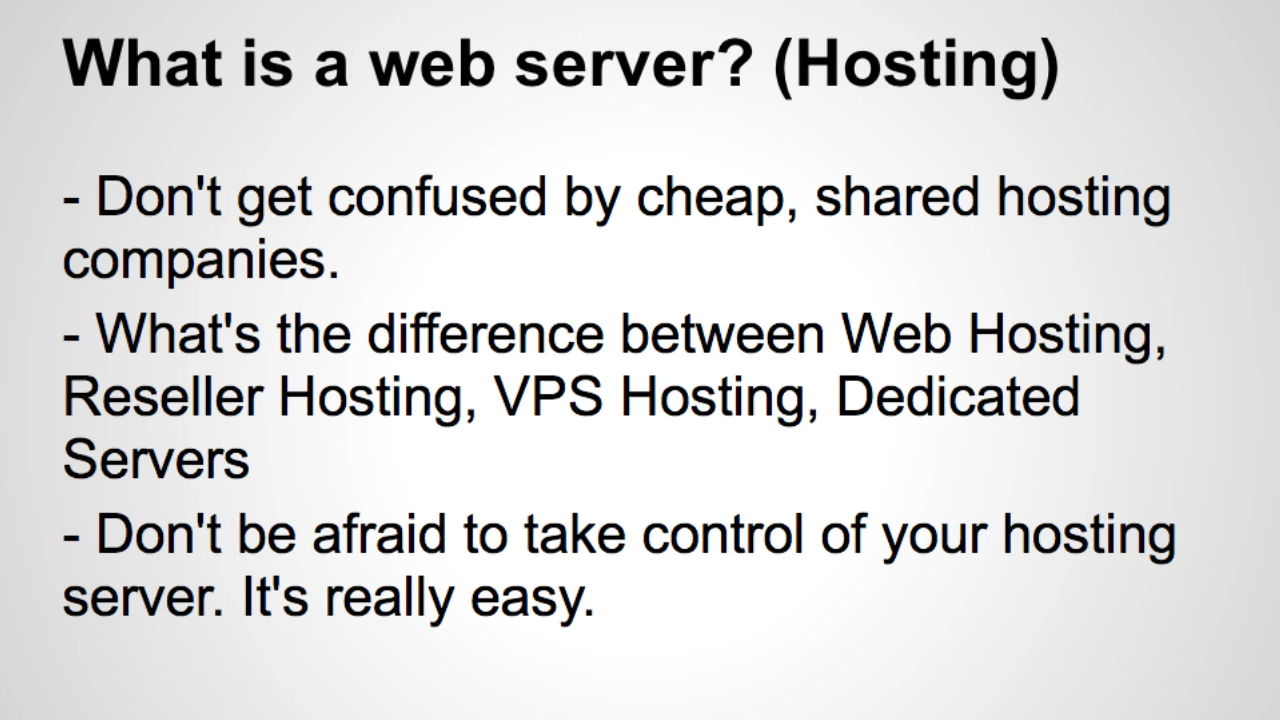 What is a web server? (Hosting)
- Don't get confused by cheap, shared hosting
companies.
- What's the difference between Web Hosting,
Reseller Hosting, VPS Hosting, Dedicated
Servers
- Don't be afraid to take control of your hosting
server. It's really easy.